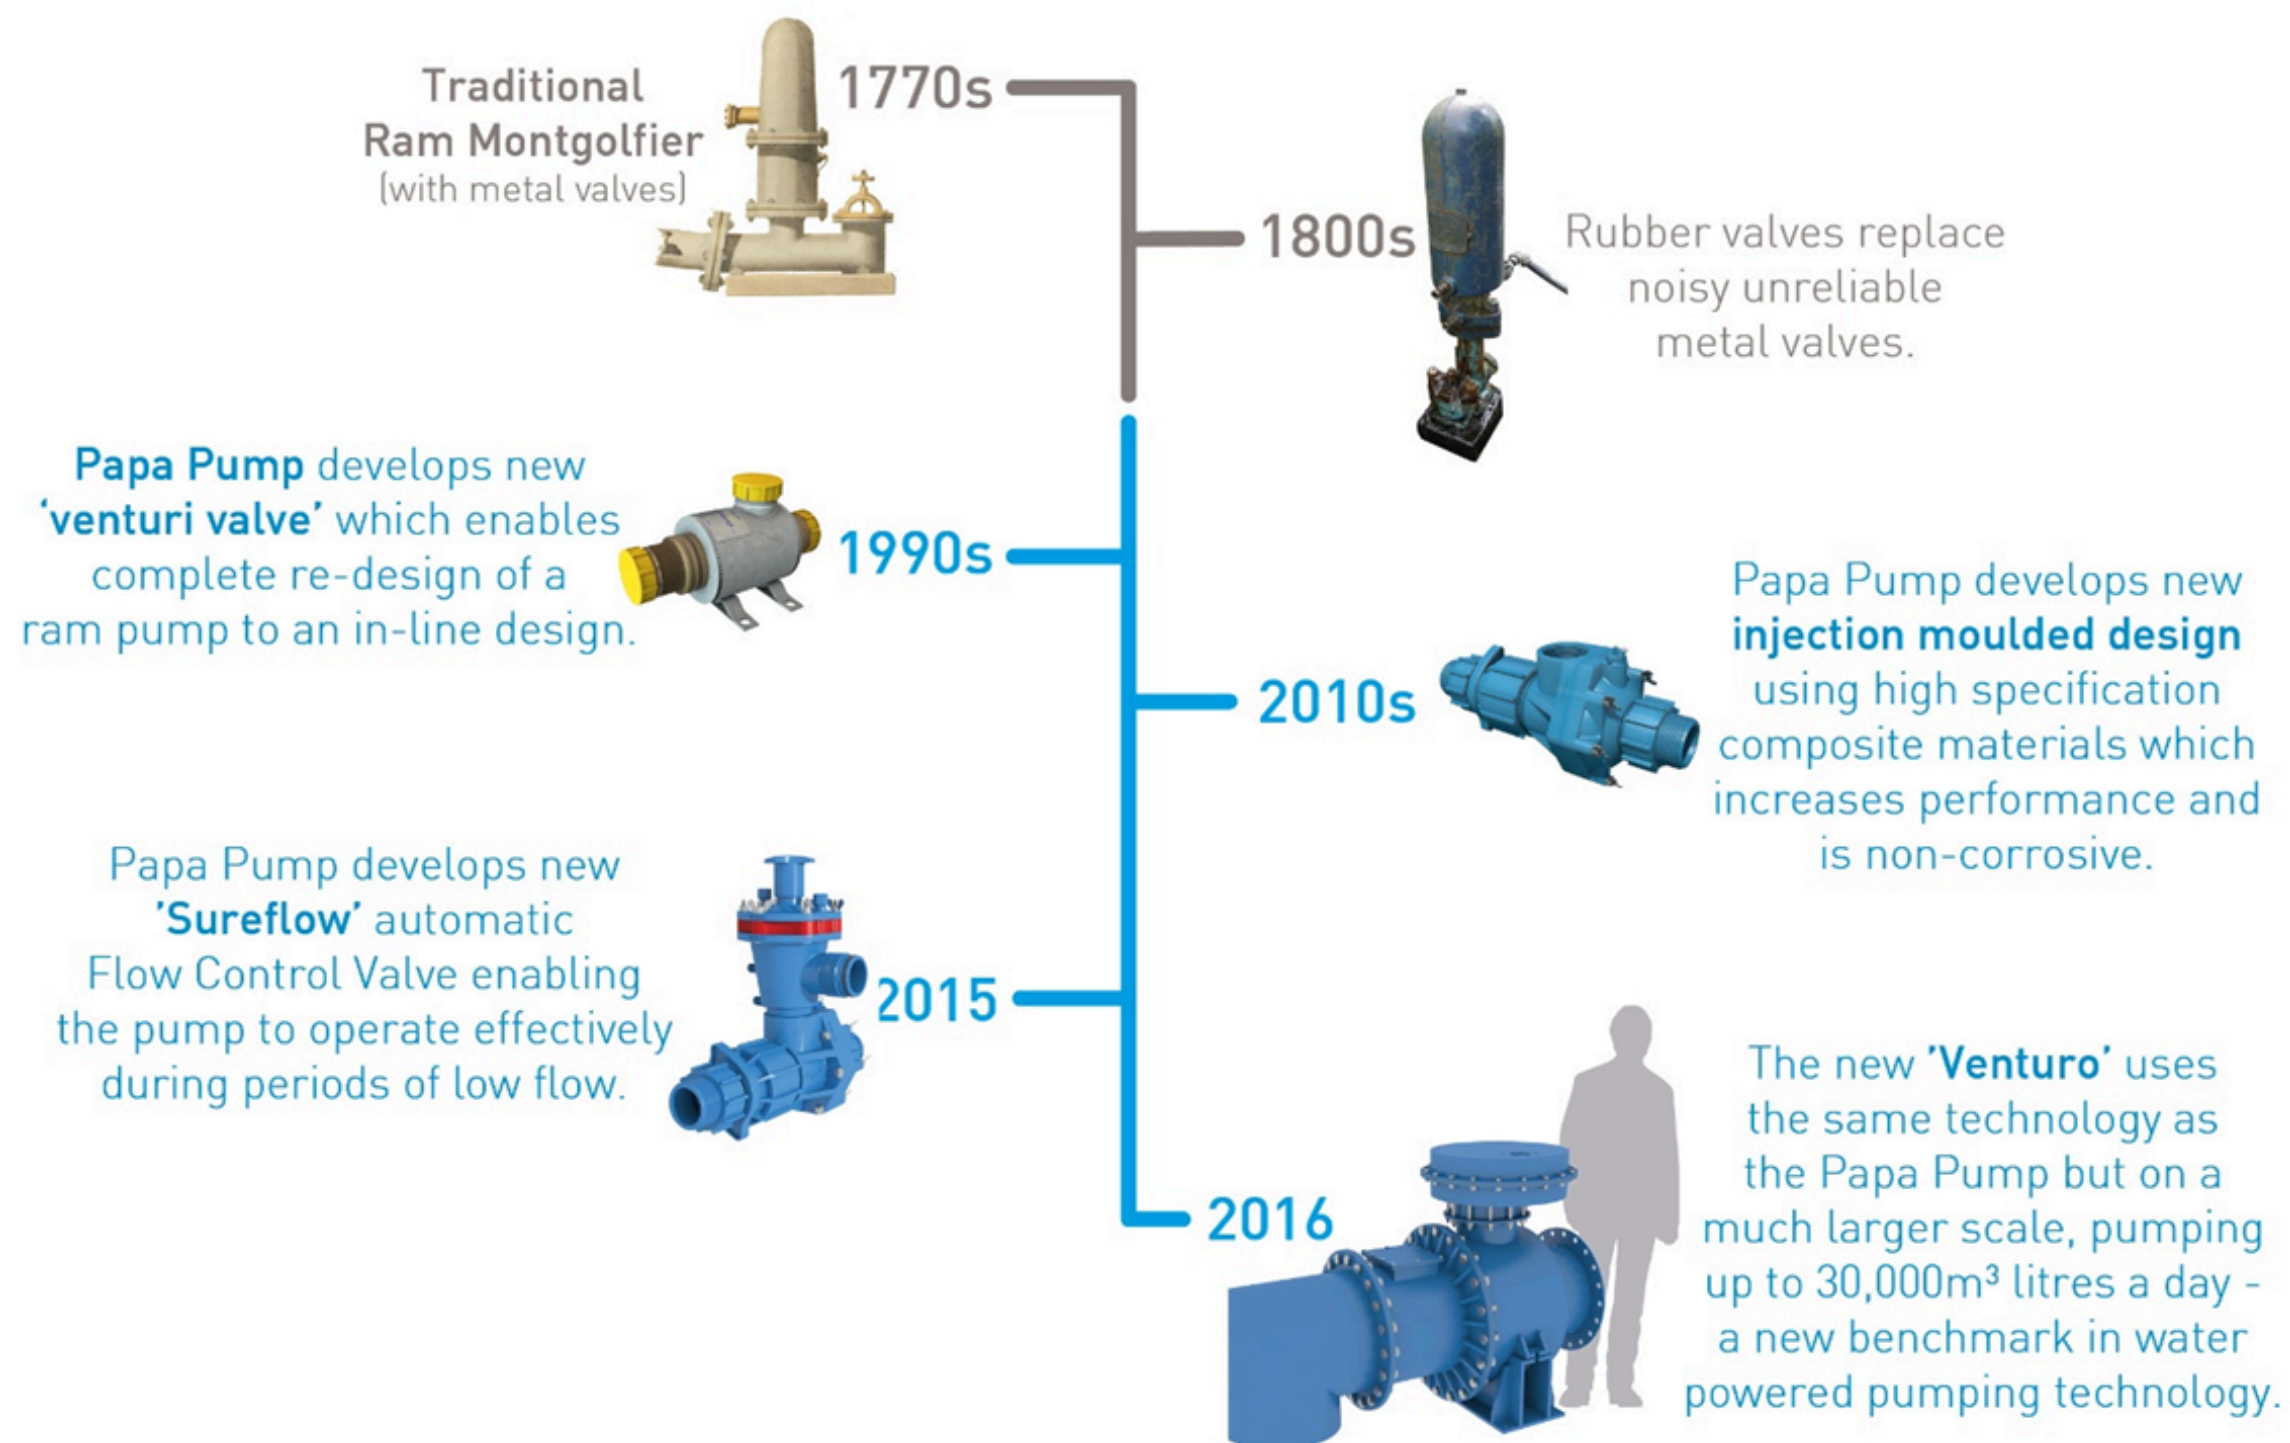 Traditional
Ram Montgolfier
(with metal valves)
1770s
1800s
Rubber valves replace
noisy unreliable
metal valves.
Papa Pump develops new
‘venturi valve’ which enables
complete re-design of a
ram pump to an in-line design.
1990s
2010s
Papa Pump develops new
injection moulded design
using high specification
composite materials which
increases performance and
is non-corrosive.
Papa Pump develops new
’Sureflow’ automatic
Flow Control Valve enabling
the pump to operate effectively
during periods of low flow.
2015
2016
The new ’Venturo’ uses
the same technology as
the Papa Pump but on a
much larger scale, pumping
up to 30,000m³ litres a day -
a new benchmark in water
powered pumping technology.